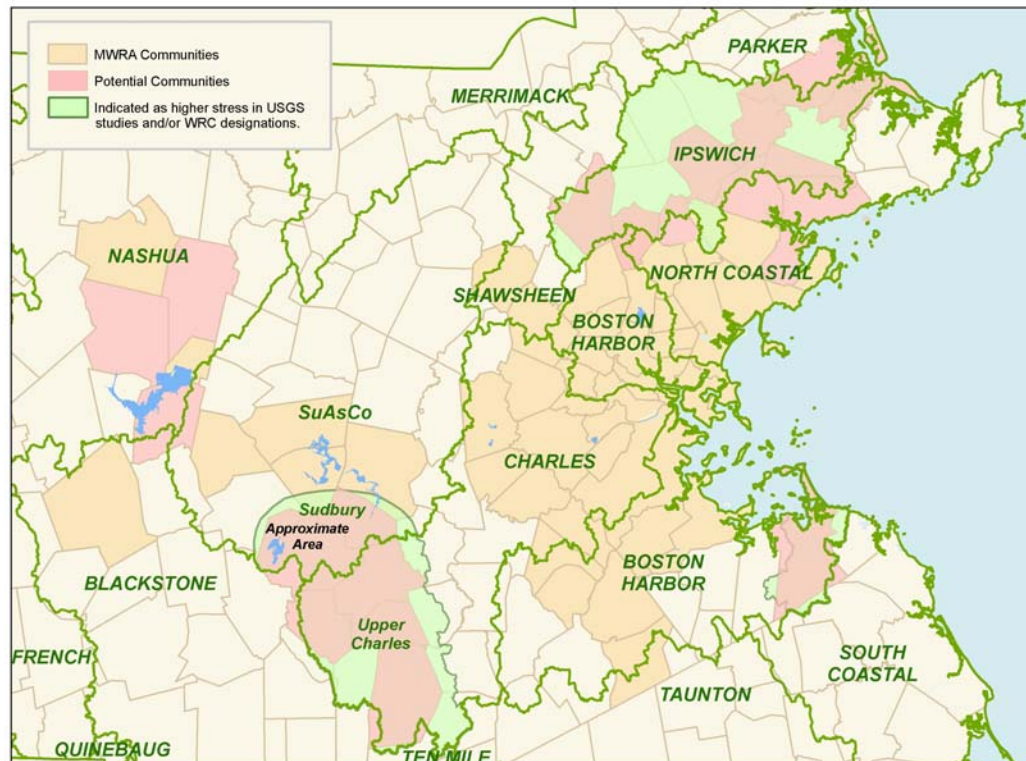 MWRA Communities
Potential Communities
Indicated as higher stress in USGS
studies and/or WRC designations.
PARKER
MERRIMACK
IPSWICH
NASHUA
NORTH COASTAL
SHAWSHEEN
BOSTON
HARBOR
SuAsCo
CHARLES
Sudbury
Approximate
Area
BLACKSTONE
BOSTON
HARBOR
Upper
Charles
FRENCH
SOUTH
COASTAL
TAUNTON
QUINEBAUG
TEN MILE